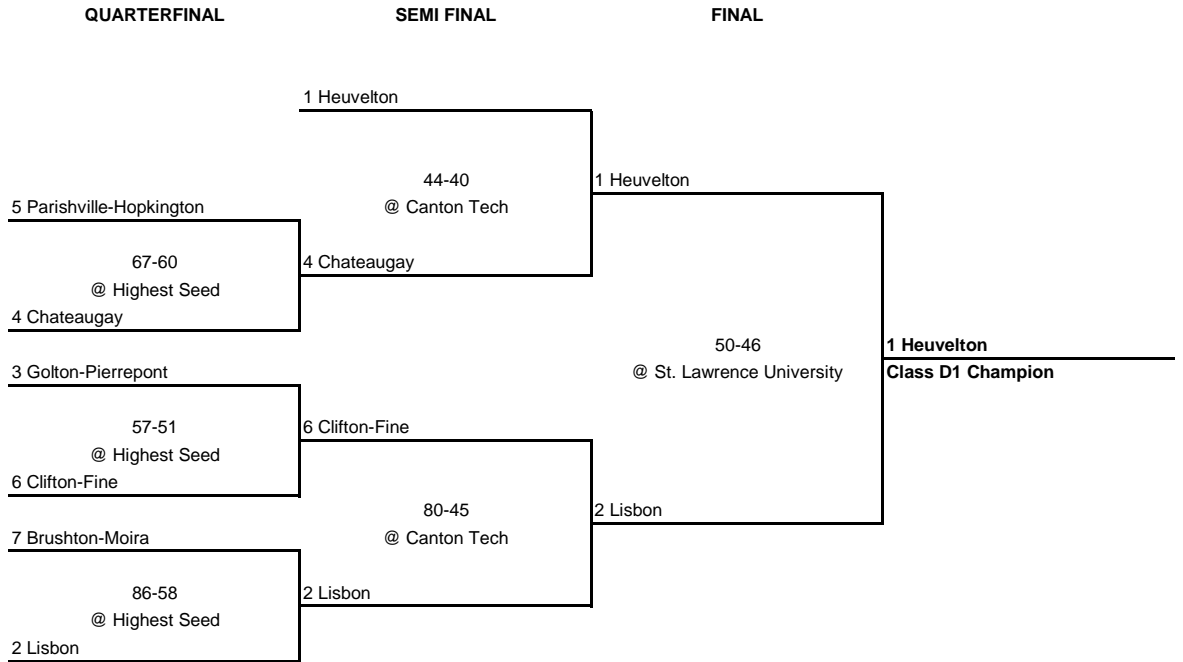 QUARTERFINAL SEMI FINAL FINAL
1 Heuvelton
44-40 1 Heuvelton
5 Parishville-Hopkington @ Canton Tech
67-60 4 Chateaugay
@ Highest Seed
4 Chateaugay
50-46 1 Heuvelton
3 Golton-Pierrepont @ St. Lawrence University Class D1 Champion
57-51 6 Clifton-Fine
@ Highest Seed
6 Clifton-Fine
80-45 2 Lisbon
7 Brushton-Moira @ Canton Tech
86-58 2 Lisbon
@ Highest Seed
2 Lisbon